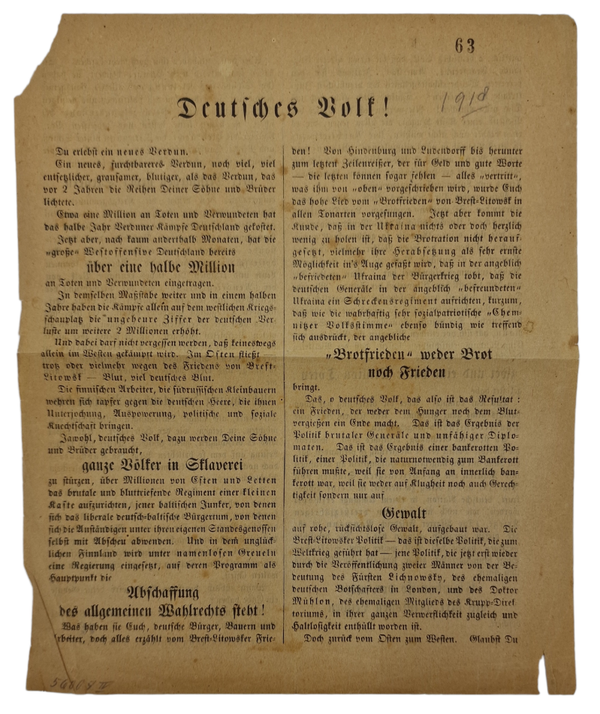 63
Deutsches Volk!
1918
Du erlebst ein neues Verdun.
Ein neues, furchtbareres Verdun, noch viel, viel
entsetzlicher, grausamer, blutiger, als das Verdun, das
vor 2 Jahren die Reihen Deiner Söhne und Brüder
lichtete.
Etwa eine Million an Toten und Verwundeten hat
das halbe Jahr Verduner Kämpfe Deutschland gekostet.
Jetzt aber, nach kaum anderthalb Monaten, hat die
„große“ Westoffensive Deutschland bereits
über eine halbe Million
an Toten und Verwundeten eingetragen.
In demselben Maßstabe weiter und in einem halben
Jahre haben die Kämpfe allein auf dem westlichen Kriegs-
schauplatz die ungeheure Ziffer der deutschen Ver-
luste um weitere 2 Millionen erhöht.
Und dabei darf nicht vergessen werden, daß keineswegs
allein im Westen gekämpft wird. Im Osten fließt
trotz oder vielmehr wegen des Friedens von Brest-
Litowsk — Blut, viel deutsches Blut.
Die finnischen Arbeiter, die südrussischen Kleinbauern
wehren sich tapfer gegen die deutschen Heere, die ihnen
Unterjochung, Auspowerung, politische und soziale
Knechtschaft bringen.
Jawohl, deutsches Volk, dazu werden Deine Söhne
und Brüder gebraucht,
ganze Völker in Sklaverei
zu stürzen, über Millionen von Esten und Letten
das brutale und bluttriefende Regiment einer kleinen
Kaste aufzurichten, jener baltischen Junker, von denen
sich das liberale deutsch-baltische Bürgertum, von denen
sich die Anständigen unter ihren eigenen Standesgenossen
selbst mit Abscheu abwenden. Und in dem unglück-
lichen Finnland wird unter namenlosen Greueln
eine Regierung eingesetzt, auf deren Programm als
Hauptpunkt die
Abschaffung
des allgemeinen Wahlrechts steht!
Was haben sie Euch, deutsche Bürger, Bauern und
Arbeiter, doch alles erzählt vom Brest-Litowsker Frie-
den! Von Hindenburg und Ludendorff bis herunter
zum letzten Zeilenreißer, der für Geld und gute Worte
— die letzten können sogar fehlen — alles „vertritt“,
was ihm von „oben“ vorgeschrieben wird, wurde Euch
das hohe Lied vom „Brotfrieden“ von Brest-Litowsk in
allen Tonarten vorgesungen. Jetzt aber kommt die
Kunde, daß in der Ukraina nichts oder doch herzlich
wenig zu holen ist, daß die Brotration nicht herauf-
gesetzt, vielmehr ihre Herabsetzung als sehr ernste
Möglichkeit in's Auge gefaßt wird, daß in der angeblich
„befriedeten“ Ukraina der Bürgerkrieg tobt, daß die
deutschen Generäle in der angeblich „befreundeten“
Ukraina ein Schreckensregiment aufrichten, kurzum,
daß wie die wahrhaftig sehr sozialpatriotische „Chem-
nitzer Volksstimme“ ebenso bündig wie treffend
sich ausdrückt, der angebliche
„Brotfrieden“ weder Brot
noch Frieden
bringt.
Das, o deutsches Volk, das also ist das Resultat:
ein Frieden, der weder dem Hunger noch dem Blut-
vergießen ein Ende macht. Das ist das Ergebnis der
Politik brutaler Generäle und unfähiger Diplo-
maten. Das ist das Ergebnis einer bankerotten Po-
litik, einer Politik, die naturnotwendig zum Bankerott
führen mußte, weil sie von Anfang an innerlich ban-
kerott war, weil sie weder auf Klugheit noch auch Gerech-
tigkeit sondern nur auf
Gewalt
auf rohe, rücksichtslose Gewalt, aufgebaut war. Die
Brest-Litowsker Politik — das ist dieselbe Politik, die zum
Weltkrieg geführt hat — jene Politik, die jetzt erst wieder
durch die Veröffentlichung zweier Männer von der Be-
deutung des Fürsten Lichnowsky, des ehemaligen
deutschen Botschafters in London, und des Doktor
Mühlon, des ehemaligen Mitglieds des Krupp-Direk-
toriums, in ihrer ganzen Verwerflichkeit zugleich und
Haltlosigkeit enthüllt worden ist.
Doch zurück vom Osten zum Westen. Glaubst Du